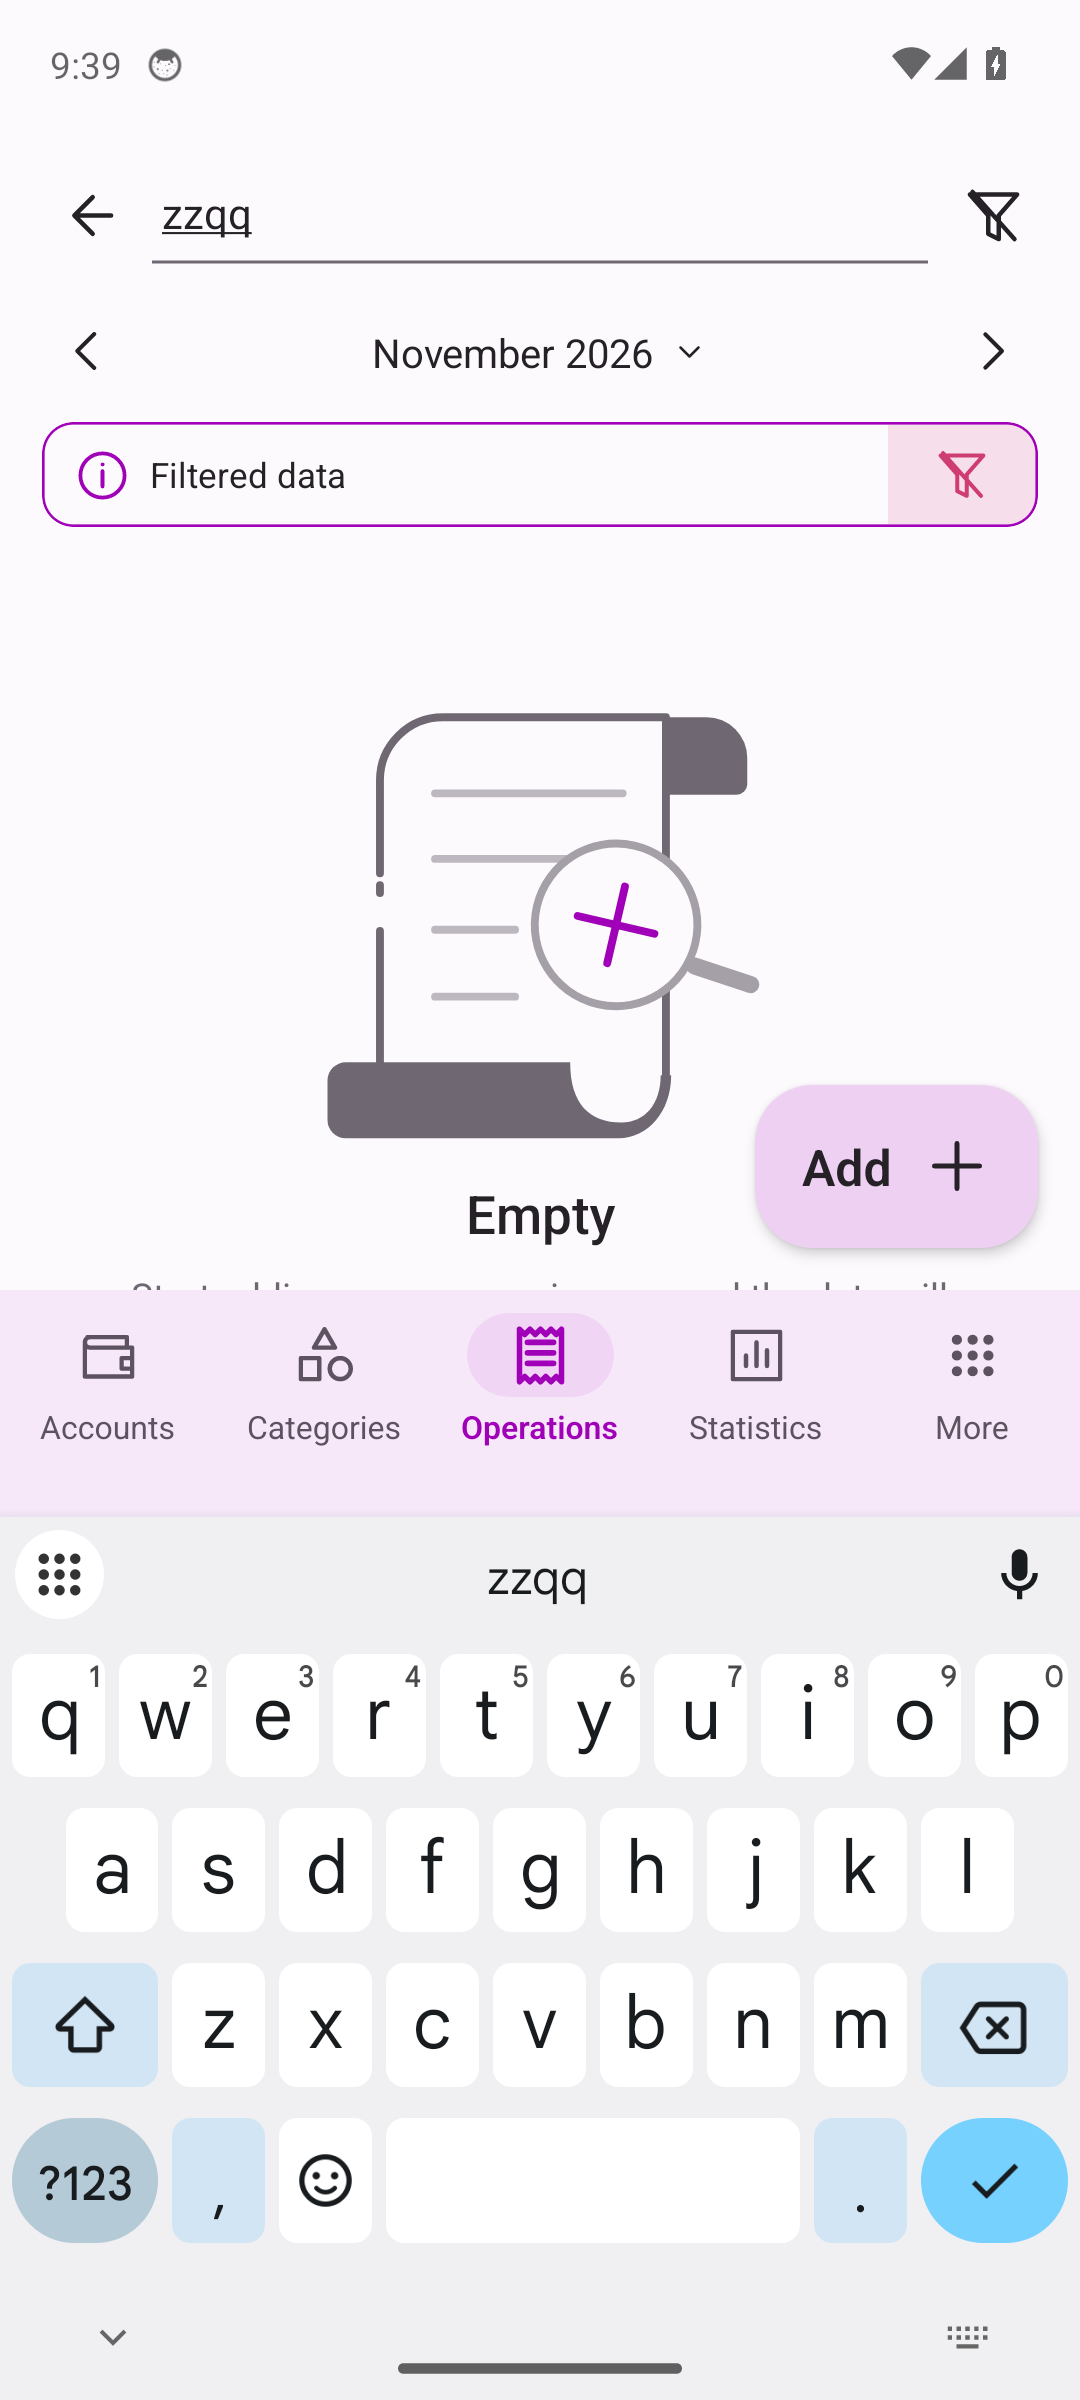 9:39
zzqq
November 2026
Filtered data
Empty
Add
Accounts
Categories
Operations
Statistics
More
zzqq
q 1 w 2 e 3 r 4 t 5 y 6 u 7 i 8 o 9 p 0
a s d f g h j k l
z x c v b n m
?123 , .